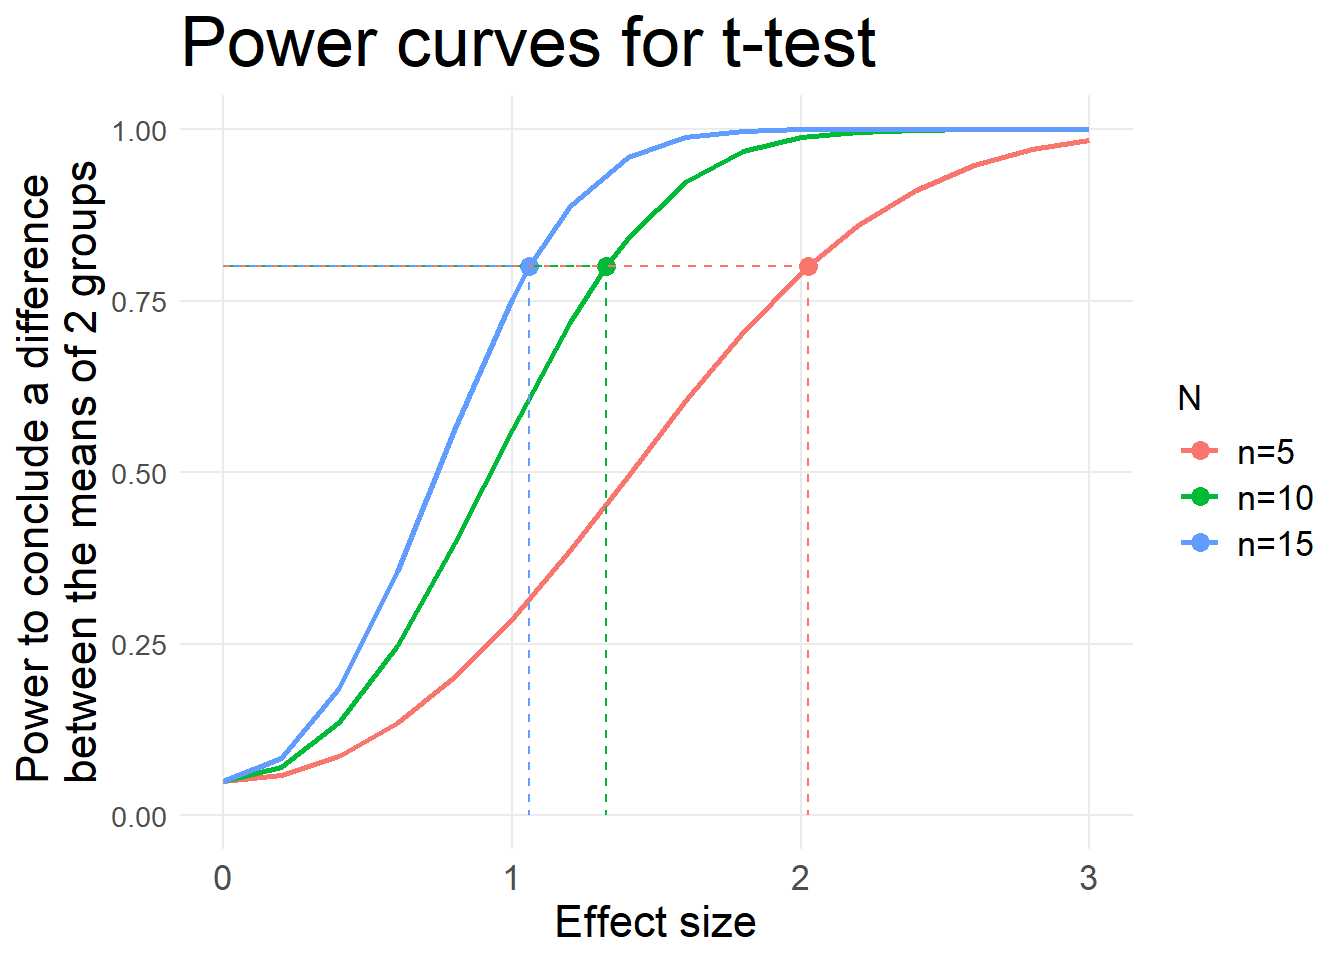 Power curves for t-test
Power to conclude a difference
between the means of 2 groups
1.00
0.75
0.50
0.25
0.00
0
1
2
3
Effect size
N
n=5
n=10
n=15